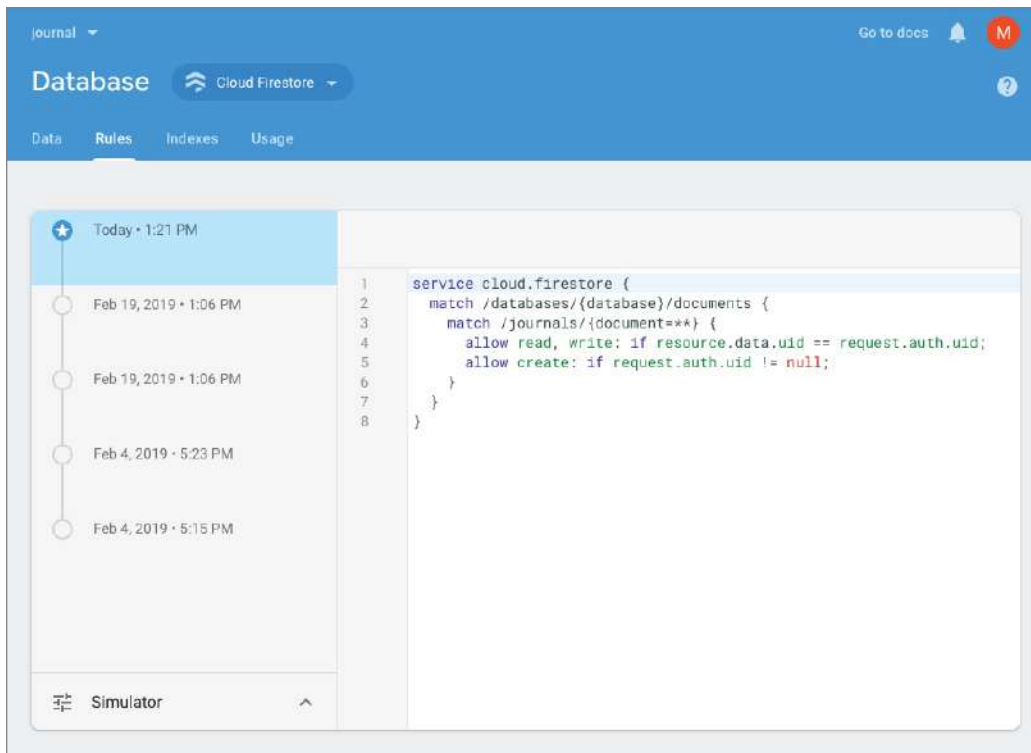 journal
Go to docs
M
Database
Cloud Firestore
?
Data Rules Indexes Usage
Today • 1:21 PM
Feb 19, 2019 • 1:06 PM
Feb 19, 2019 • 1:06 PM
Feb 4, 2019 • 5:23 PM
Feb 4, 2019 • 5:15 PM
Simulator
1 service cloud.firestore {
2 match /databases/{database}/documents {
3 match /journals/{document=**} {
4 allow read, write: if resource.data.uid == request.auth.uid;
5 allow create: if request.auth.uid != null;
6 }
7 }
8 }